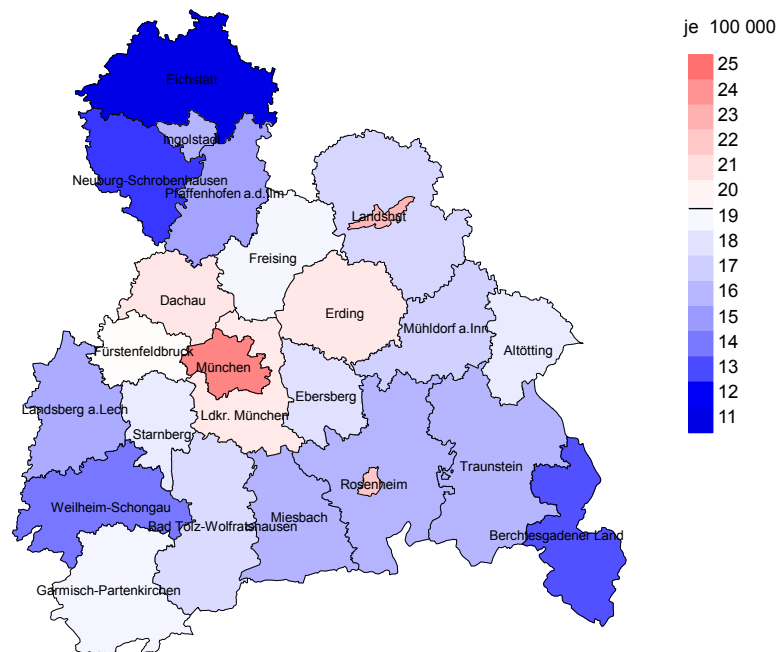 je 100 000
25
24
23
22
21
20
19
18
17
16
15
14
13
12
11
Eichstätt
Ingolstadt
Neuburg-Schrobenhausen
Pfaffenhofen a.d.Ilm
Landshut
Freising
Dachau
Erding
Mühldorf a.Inn
Altötting
Fürstenfeldbruck
München
Ebersberg
Landsberg a.Lech
Ldkr. München
Starnberg
Traunstein
Rosenheim
Weilheim-Schongau
Miesbach
Bad Tölz-Wolfratshausen
Berchtesgadener Land
Garmisch-Partenkirchen